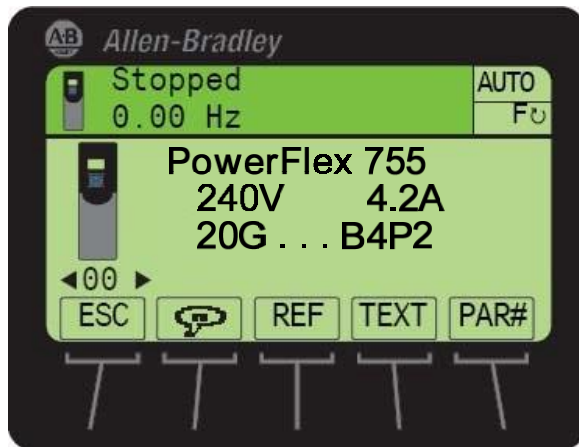 AB Allen-Bradley
Stopped AUTO
0.00 Hz F
PowerFlex 755
240V 4.2A
20G . . . B4P2
00
ESC REF TEXT PAR#